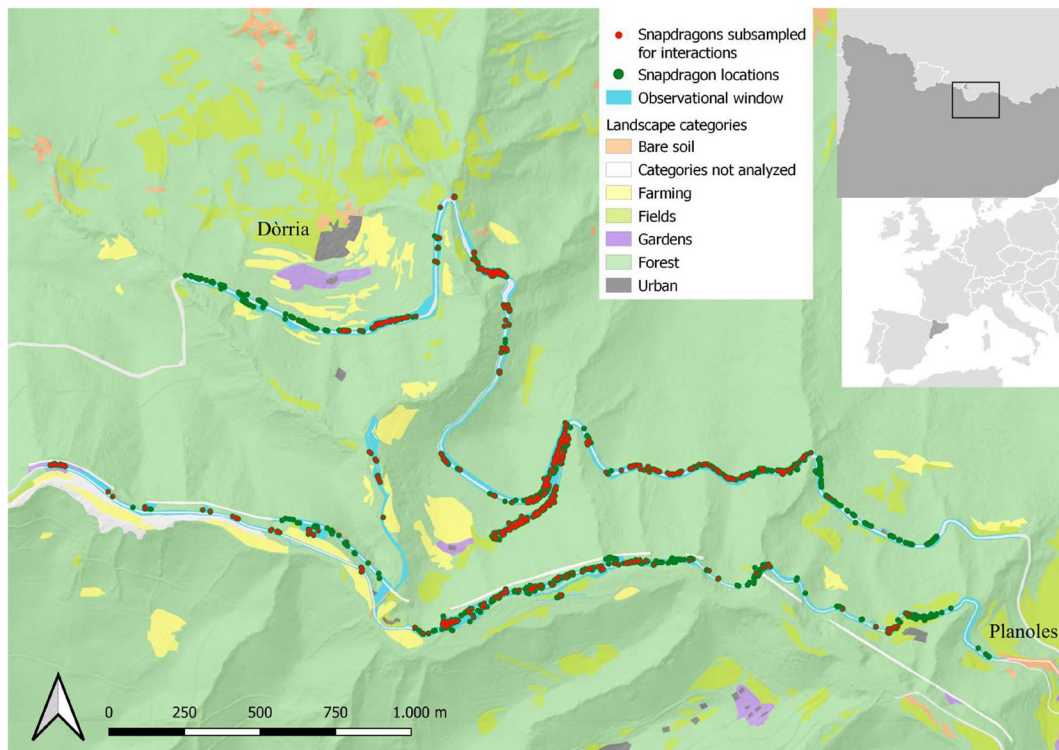 Snapdragons subsampled
for interactions
Snapdragon locations
Observational window
Landscape categories
Bare soil
Categories not analyzed
Farming
Fields
Gardens
Forest
Urban
Dòrria
Planoles
0 250 500 750 1.000 m